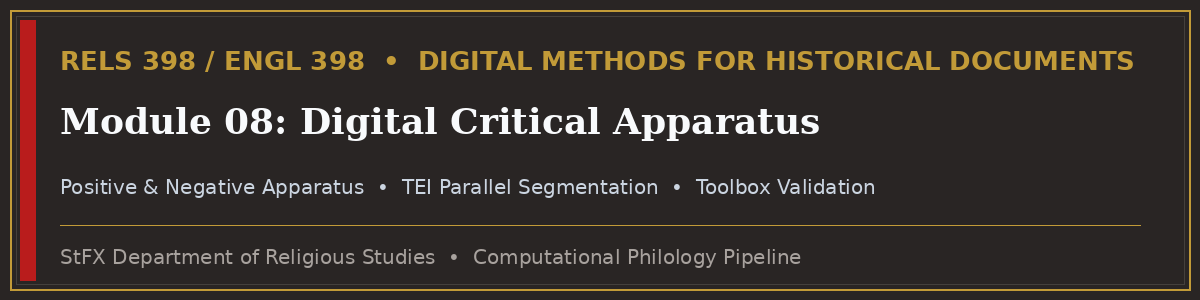 RELS 398 / ENGL 398 • DIGITAL METHODS FOR HISTORICAL DOCUMENTS
Module 08: Digital Critical Apparatus
Positive & Negative Apparatus • TEI Parallel Segmentation • Toolbox Validation
StFX Department of Religious Studies • Computational Philology Pipeline